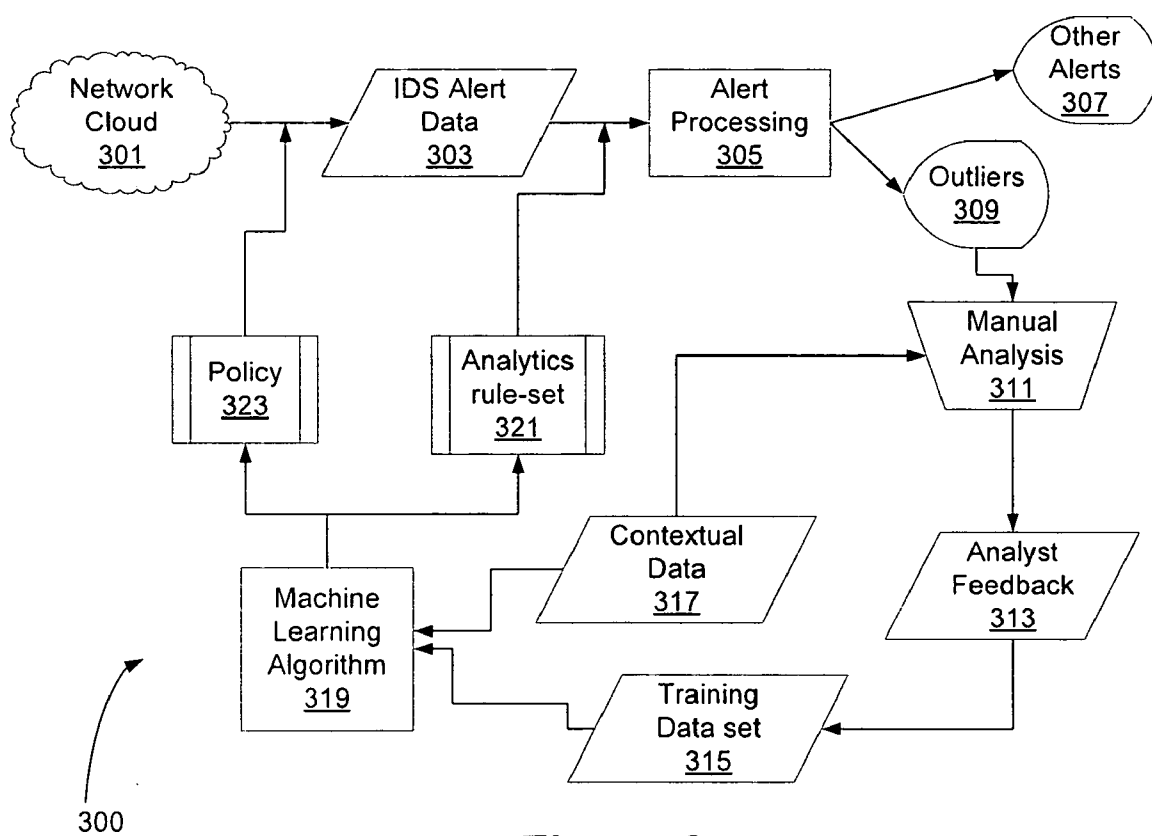 Network
Cloud
301
IDS Alert
Data
303
Alert
Processing
305
Other
Alerts
307
Outliers
309
Manual
Analysis
311
Policy
323
Analytics
rule-set
321
Contextual
Data
317
Analyst
Feedback
313
Machine
Learning
Algorithm
319
Training
Data set
315
300